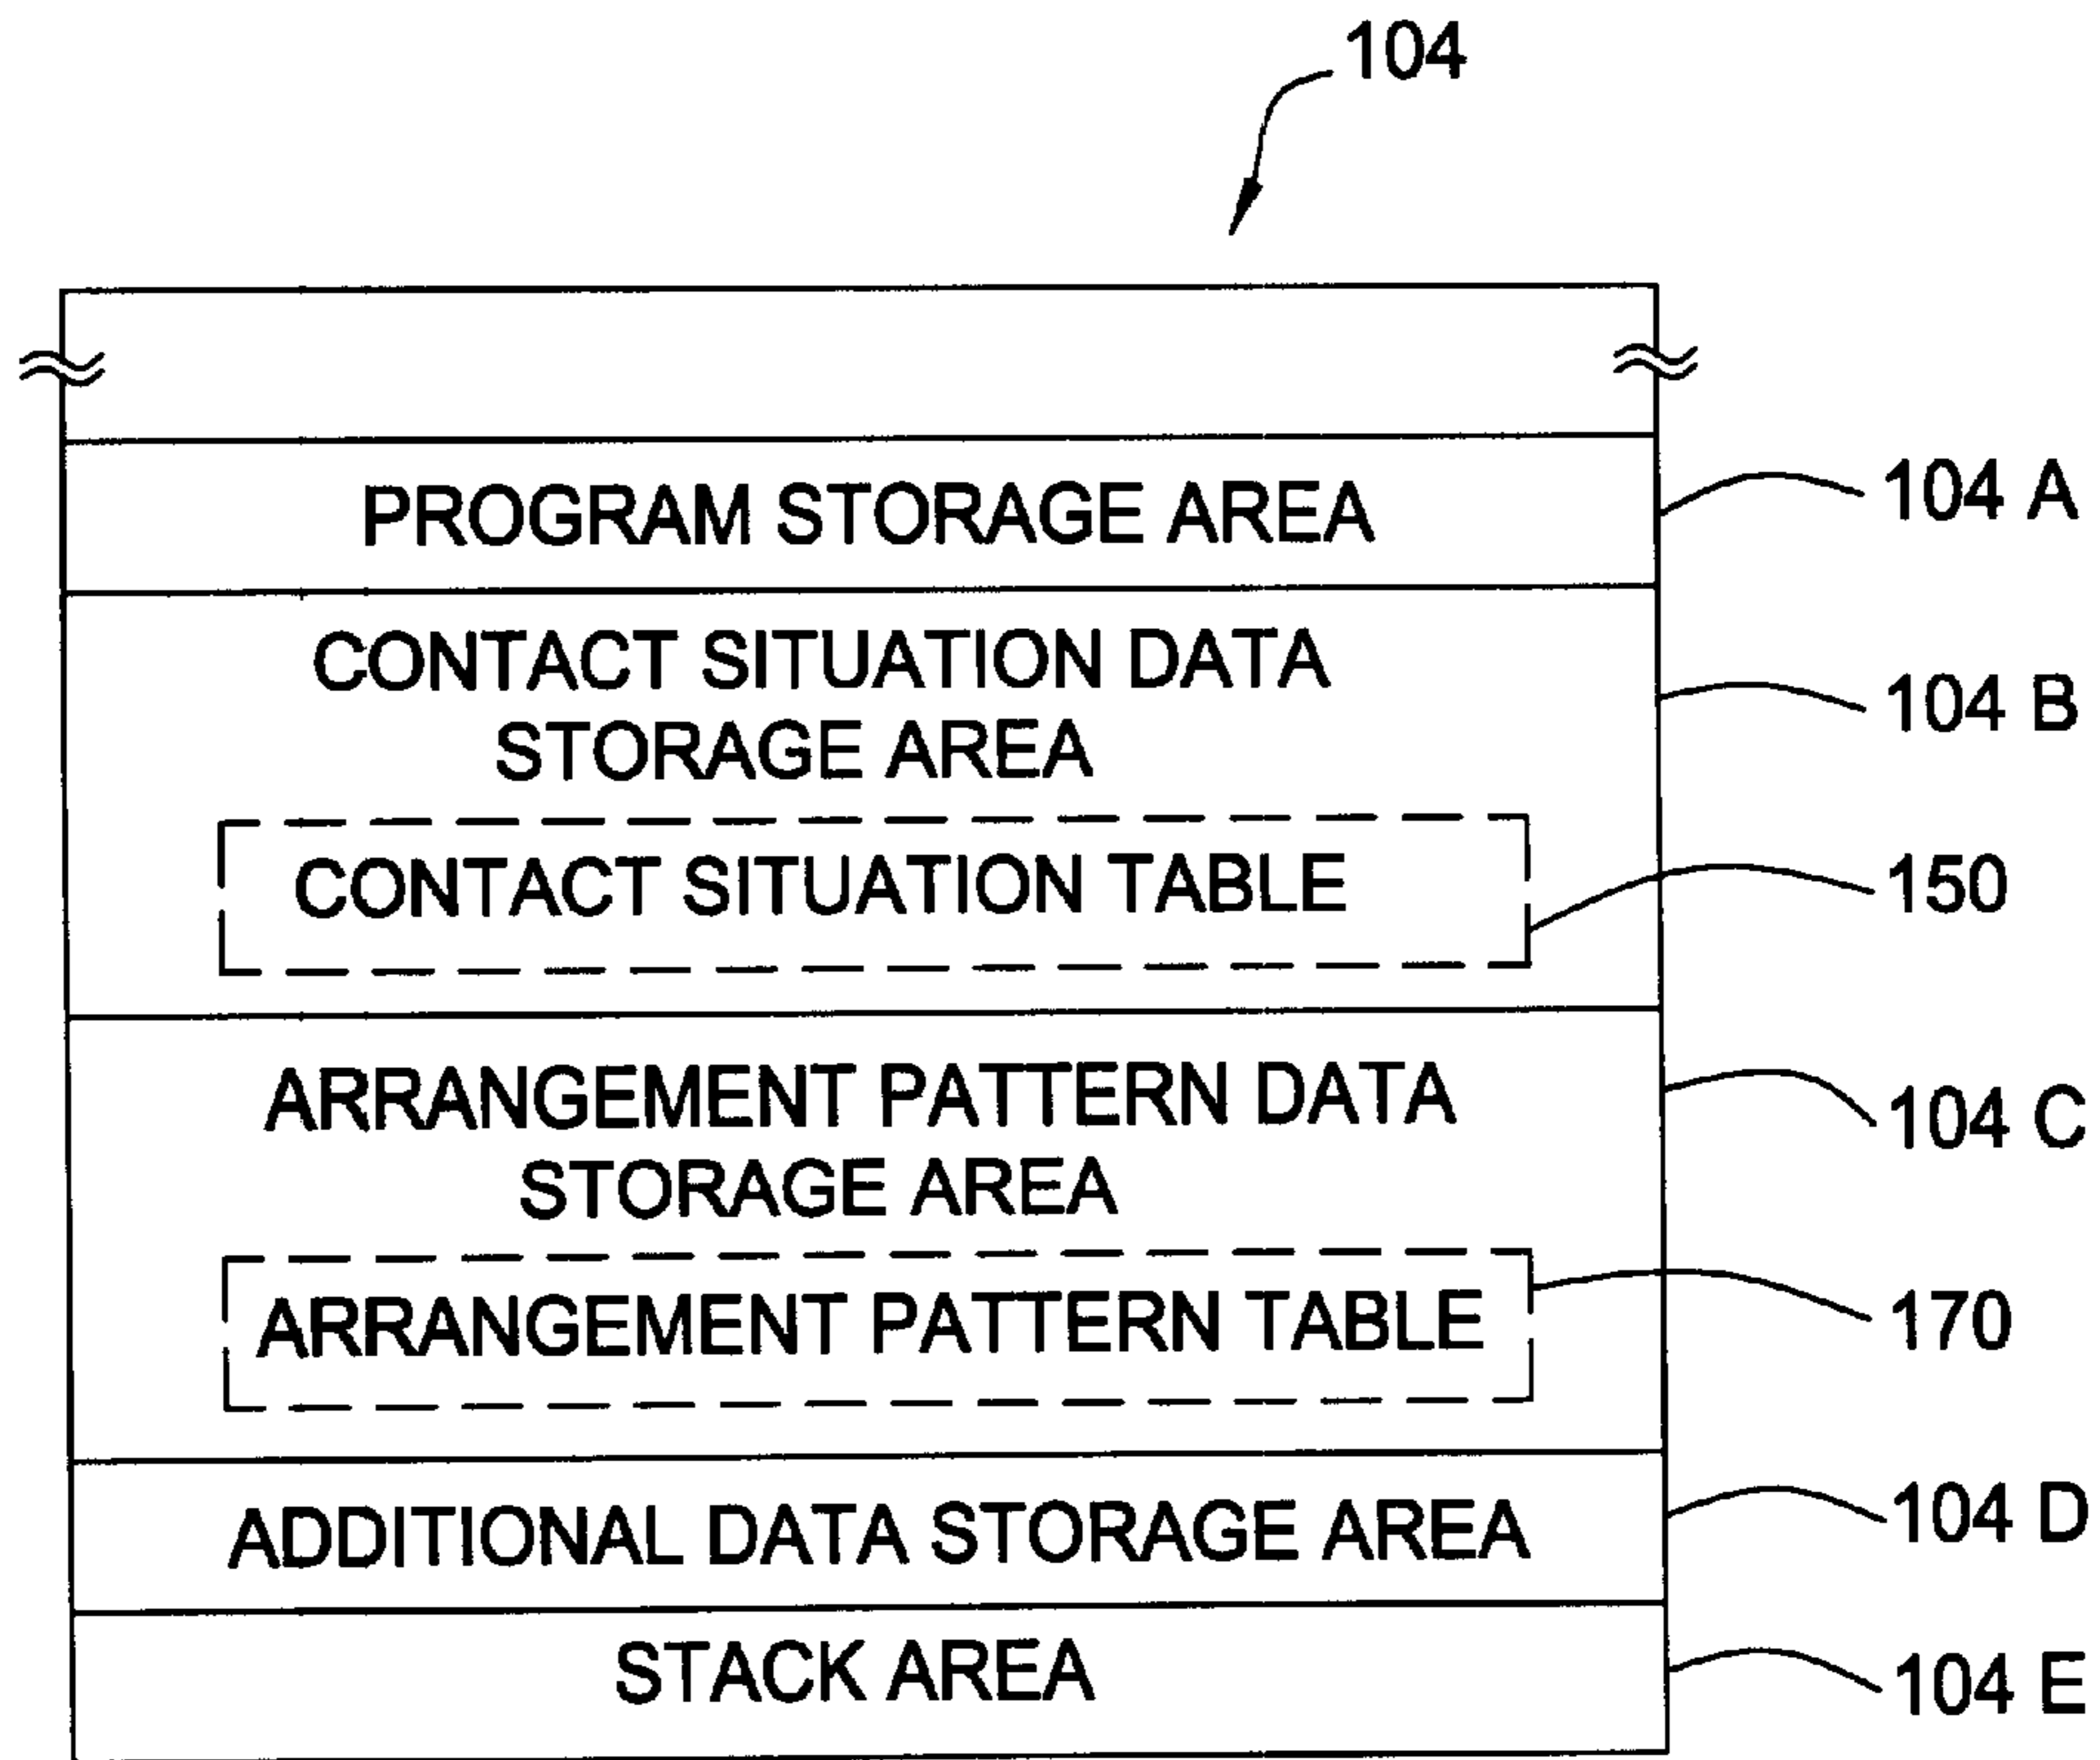 104
PROGRAM STORAGE AREA
104 A
CONTACT SITUATION DATA
STORAGE AREA
104 B
CONTACT SITUATION TABLE
150
ARRANGEMENT PATTERN DATA
STORAGE AREA
104 C
ARRANGEMENT PATTERN TABLE
170
ADDITIONAL DATA STORAGE AREA
104 D
STACK AREA
104 E